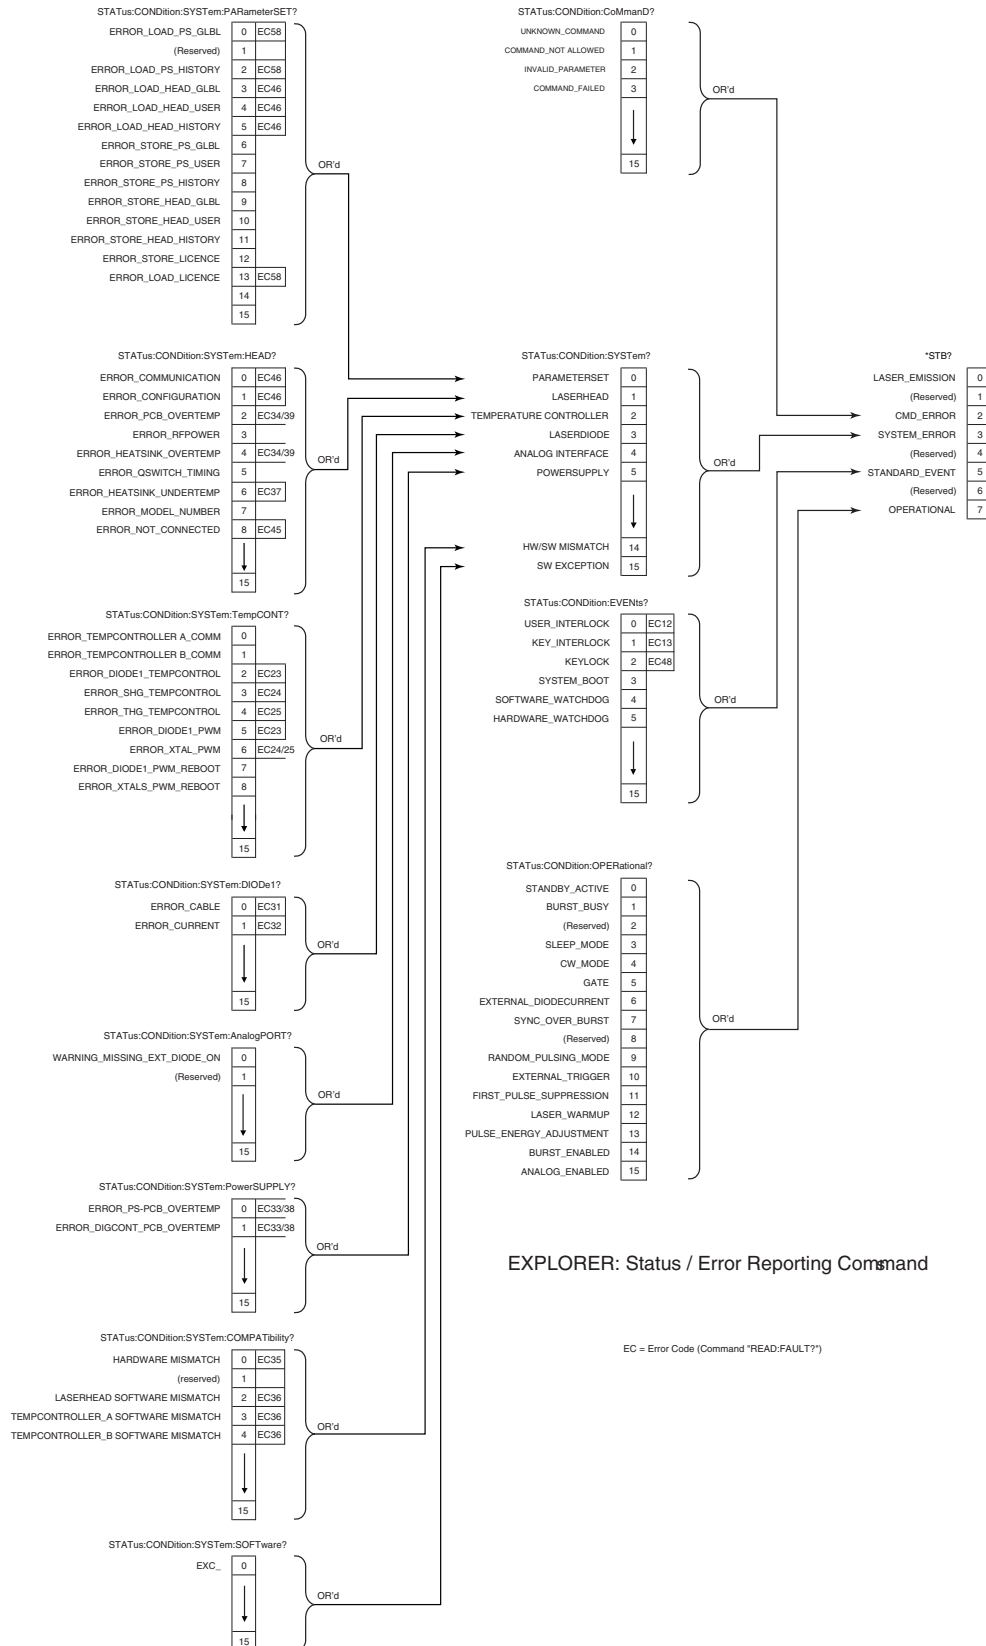 STATus:CONDition:SYSTem:PARameterSET?
ERROR_LOAD_PS_GLBL 0 EC58
(Reserved) 1
ERROR_LOAD_PS_HISTORY 2 EC58
ERROR_LOAD_HEAD_GLBL 3 EC46
ERROR_LOAD_HEAD_USER 4 EC46
ERROR_LOAD_HEAD_HISTORY 5 EC46
ERROR_STORE_PS_GLBL 6
ERROR_STORE_PS_USER 7
ERROR_STORE_PS_HISTORY 8
ERROR_STORE_HEAD_GLBL 9
ERROR_STORE_HEAD_USER 10
ERROR_STORE_HEAD_HISTORY 11
ERROR_STORE_LICENCE 12
ERROR_LOAD_LICENCE 13 EC58
14
15
OR'd
STATus:CONDition:SYSTem:HEAD?
ERROR_COMMUNICATION 0 EC46
ERROR_CONFIGURATION 1 EC46
ERROR_PCB_OVERTEMP 2 EC34/39
ERROR_RFPOWER 3
ERROR_HEATSINK_OVERTEMP 4 EC34/39
ERROR_QSWITCH_TIMING 5
ERROR_HEATSINK_UNDERTEMP 6 EC37
ERROR_MODEL_NUMBER 7
ERROR_NOT_CONNECTED 8 EC45
15
OR'd
STATus:CONDition:SYSTem:TempCONT?
ERROR_TEMPCONTROLLER A_COMM 0
ERROR_TEMPCONTROLLER B_COMM 1
ERROR_DIODE1_TEMPCONTROL 2 EC23
ERROR_SHG_TEMPCONTROL 3 EC24
ERROR_THG_TEMPCONTROL 4 EC25
ERROR_DIODE1_PWM 5 EC23
ERROR_XTAL_PWM 6 EC24/25
ERROR_DIODE1_PWM_REBOOT 7
ERROR_XTALS_PWM_REBOOT 8
15
OR'd
STATus:CONDition:SYSTem:DIODe1?
ERROR_CABLE 0 EC31
ERROR_CURRENT 1 EC32
15
OR'd
STATus:CONDition:SYSTem:AnalogPORT?
WARNING_MISSING_EXT_DIODE_ON 0
(Reserved) 1
15
OR'd
STATus:CONDition:SYSTem:PowerSUPPLY?
ERROR_PS-PCB_OVERTEMP 0 EC33/38
ERROR_DIGCONT_PCB_OVERTEMP 1 EC33/38
15
OR'd
STATus:CONDition:SYSTem:COMPATibility?
HARDWARE MISMATCH 0 EC35
(reserved) 1
LASERHEAD SOFTWARE MISMATCH 2 EC36
TEMPCONTROLLER_A SOFTWARE MISMATCH 3 EC36
TEMPCONTROLLER_B SOFTWARE MISMATCH 4 EC36
15
OR'd
STATus:CONDition:SYSTem:SOFTware?
EXC_ 0
15
OR'd
STATus:CONDition:CoMmanD?
UNKNOWN_COMMAND 0
COMMAND_NOT ALLOWED 1
INVALID_PARAMETER 2
COMMAND_FAILED 3
15
OR'd
STATus:CONDition:SYSTem?
PARAMETERSET 0
LASERHEAD 1
TEMPERATURE CONTROLLER 2
LASERDIODE 3
ANALOG INTERFACE 4
POWERSUPPLY 5
HW/SW MISMATCH 14
SW EXCEPTION 15
OR'd
STATus:CONDition:EVENts?
USER_INTERLOCK 0 EC12
KEY_INTERLOCK 1 EC13
KEYLOCK 2 EC48
SYSTEM_BOOT 3
SOFTWARE_WATCHDOG 4
HARDWARE_WATCHDOG 5
15
OR'd
STATus:CONDition:OPERational?
STANDBY_ACTIVE 0
BURST_BUSY 1
(Reserved) 2
SLEEP_MODE 3
CW_MODE 4
GATE 5
EXTERNAL_DIODECURRENT 6
SYNC_OVER_BURST 7
(Reserved) 8
RANDOM_PULSING_MODE 9
EXTERNAL_TRIGGER 10
FIRST_PULSE_SUPPRESSION 11
LASER_WARMUP 12
PULSE_ENERGY_ADJUSTMENT 13
BURST_ENABLED 14
ANALOG_ENABLED 15
OR'd
*STB?
LASER_EMISSION 0
(Reserved) 1
CMD_ERROR 2
SYSTEM_ERROR 3
(Reserved) 4
STANDARD_EVENT 5
(Reserved) 6
OPERATIONAL 7
EXPLORER: Status / Error Reporting Commands
EC = Error Code (Command "READ:FAULT?")